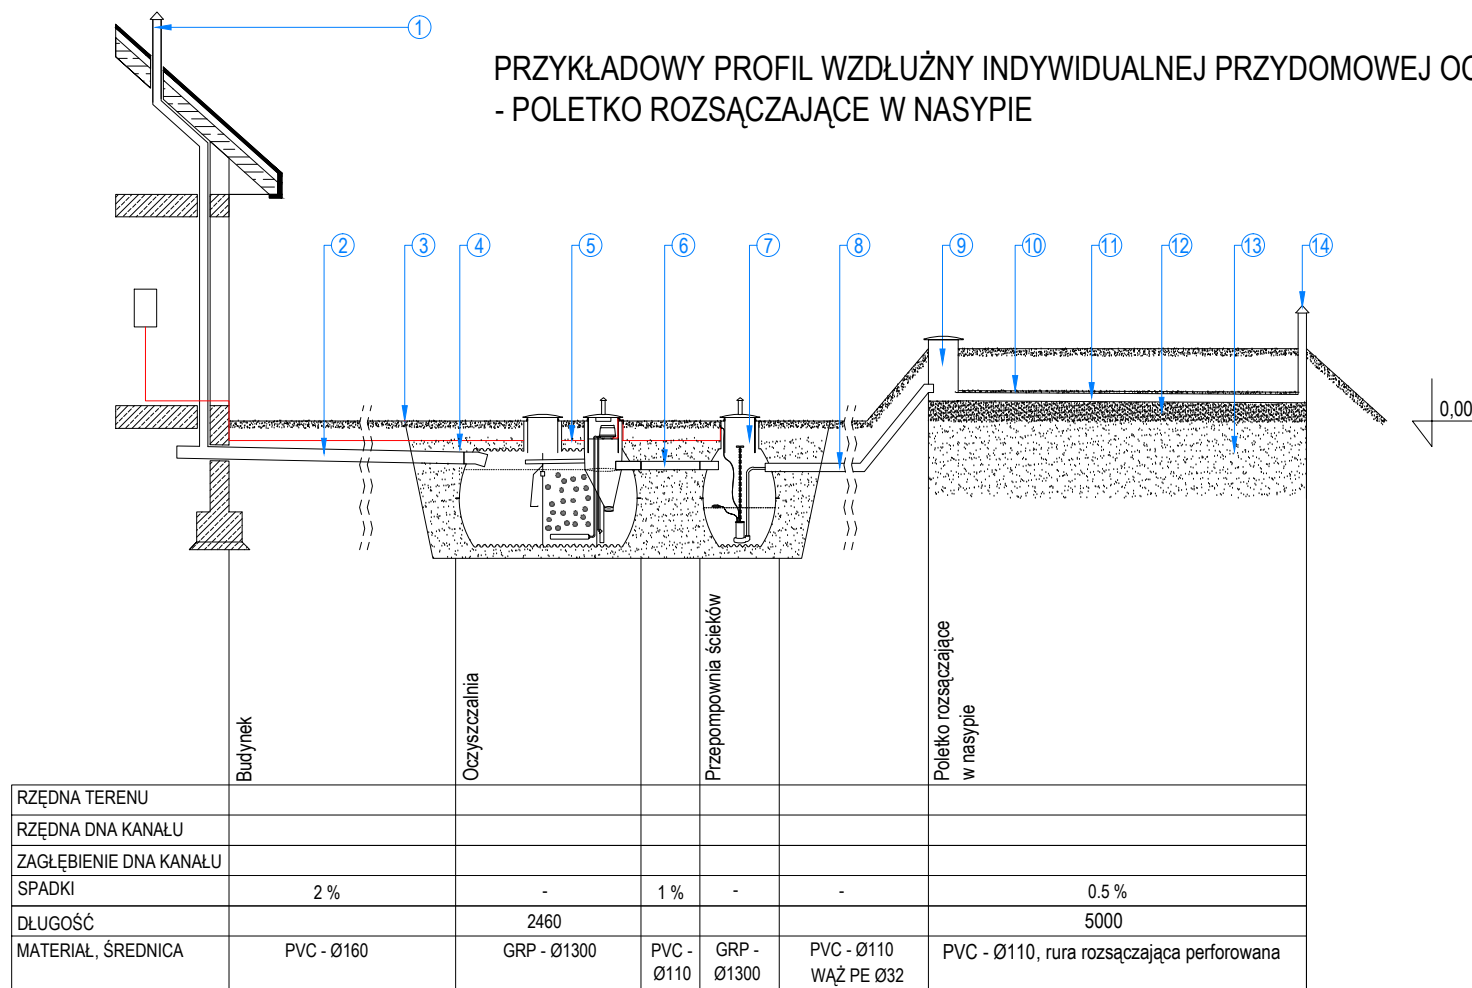 1
PRZYKŁADOWY PROFIL WZDŁUŻNY INDYWIDUALNEJ PRZYDOMOWEJ
- POLETKO ROZSĄCZAJĄCE W NASYPIE
2 3 4 5 6 7 8 9 10 11 12 13 14
0,00
Budynek
Oczyszczalnia
Przepompownia ścieków
Poletko rozsączające
w nasypie
RZĘDNA TERENU
RZĘDNA DNA KANAŁU
ZAGŁĘBIENIE DNA KANAŁU
SPADKI 2 % - 1 % - - 0.5 %
DŁUGOŚĆ 2460 5000
MATERIAŁ, ŚREDNICA PVC - Ø160 GRP - Ø1300 PVC - GRP - PVC - Ø110 PVC - Ø110, rura rozsączająca perforowana
Ø110 Ø1300 WĄŻ PE Ø32